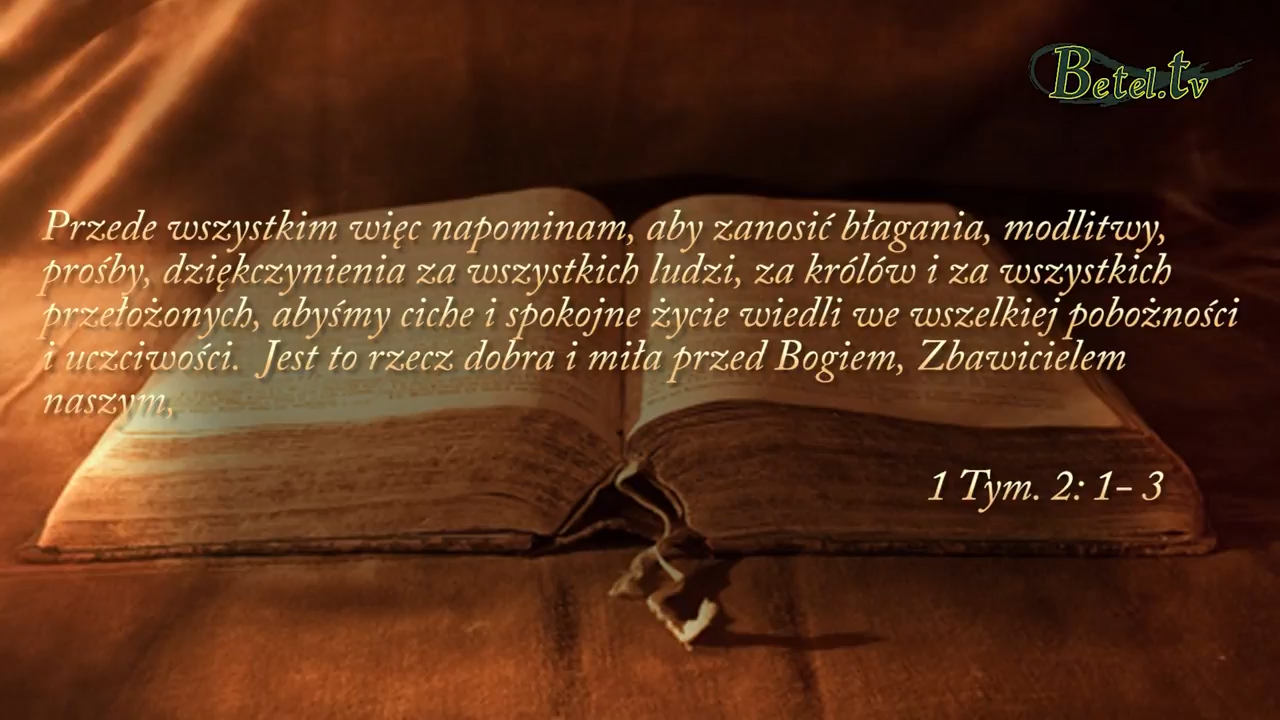 Betel.tv
Przede wszystkim więc napominam, aby zanosić błagania, modlitwy,
prośby, dziękczynienia za wszystkich ludzi, za królów i za wszystkich
przełożonych, abyśmy ciche i spokojne życie wiedli we wszelkiej pobożności
i uczciwości. Jest to rzecz dobra i miła przed Bogiem, Zbawicielem
naszym,
1 Tym. 2: 1- 3